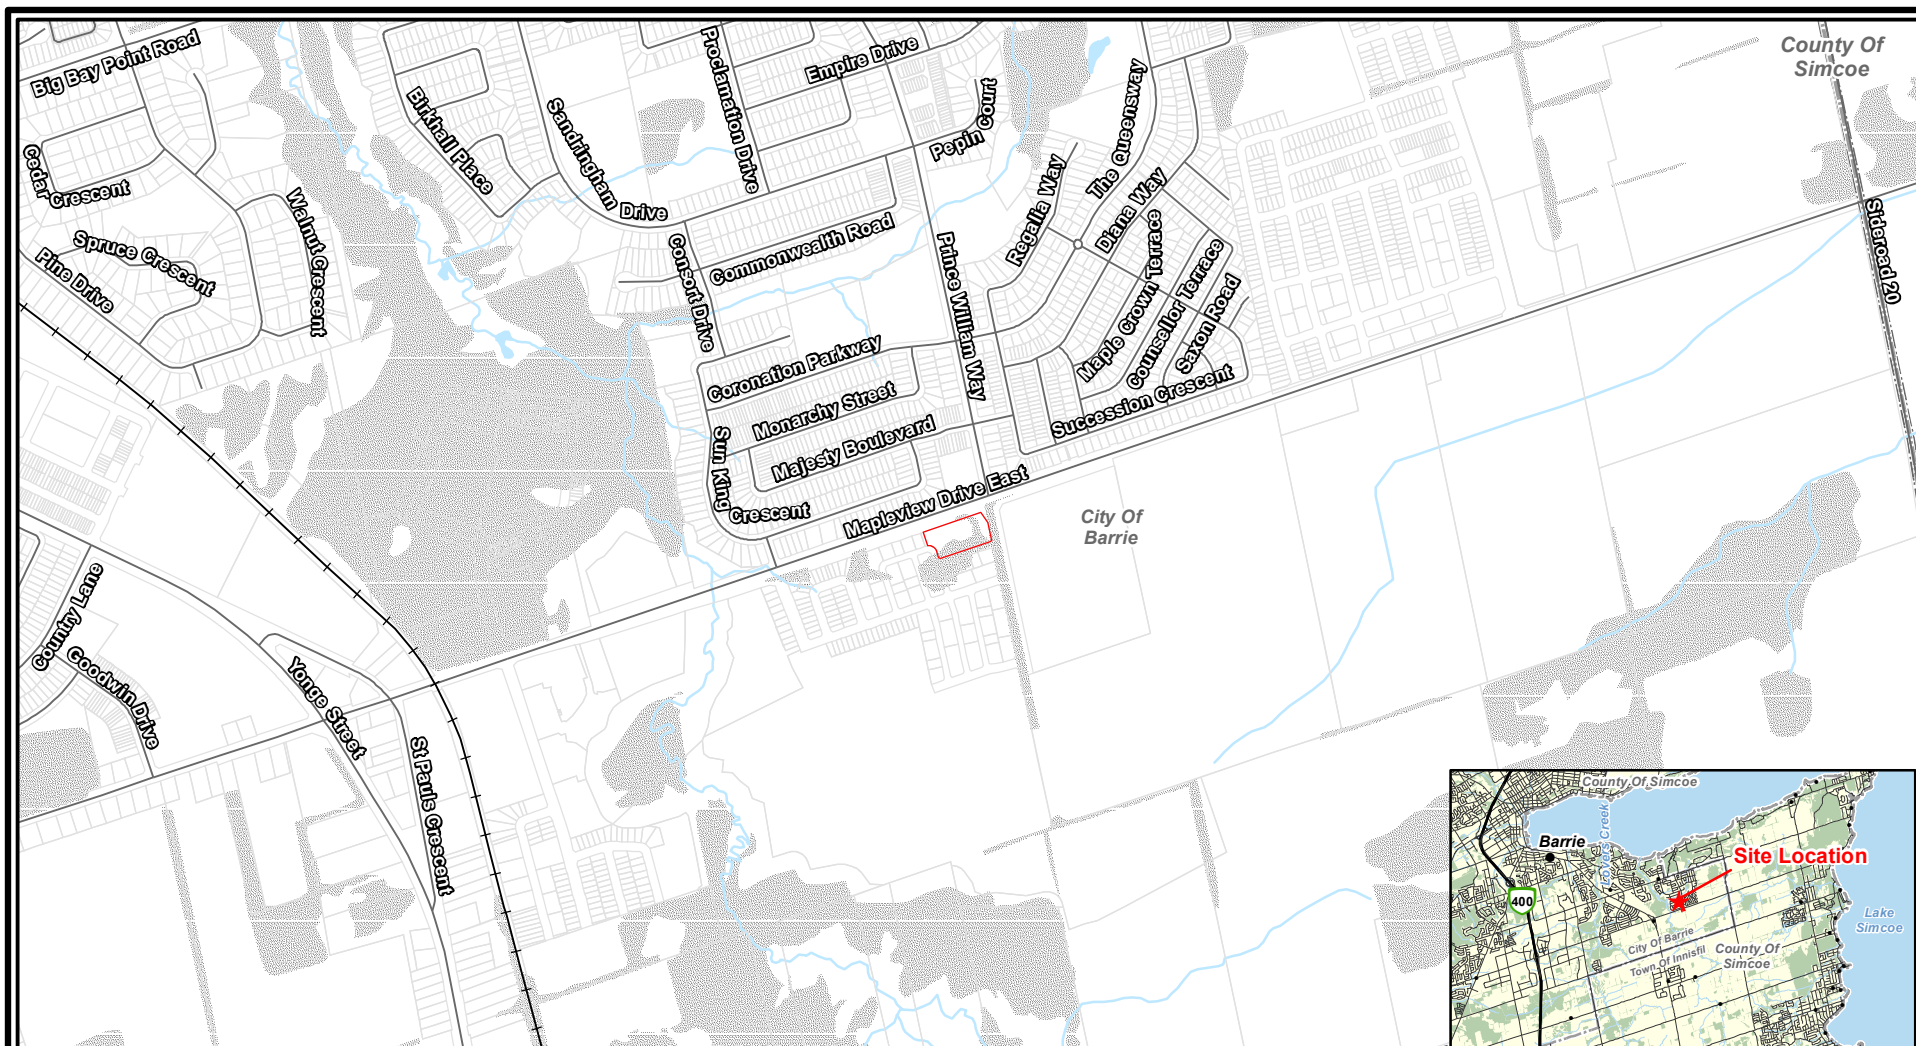 Big Bay Point Road
Proclamation Drive
Empire Drive
County Of
Simcoe
Birkhall Place
Sandringham Drive
The Queensway
Pepin Court
Cedar Crescent
Walnut Crescent
Regalia Way
Diana Way
Sideroad 20
Spruce Crescent
Pine Drive
Consort Drive
Commonwealth Road
Prince William Way
Maple Crown Terrace
Counsellor Terrace
Saxon Road
Coronation Parkway
Monarchy Street
Majesty Boulevard
Succession Crescent
Sun King Crescent
Mapleview Drive East
City Of
Barrie
Country Lane
Goodwin Drive
Yonge Street
St Pauls Crescent
County Of Simcoe
Lovers Creek
Barrie
Site Location
400
Lake
Simcoe
City Of Barrie
Town Of Innisfil
County Of
Simcoe